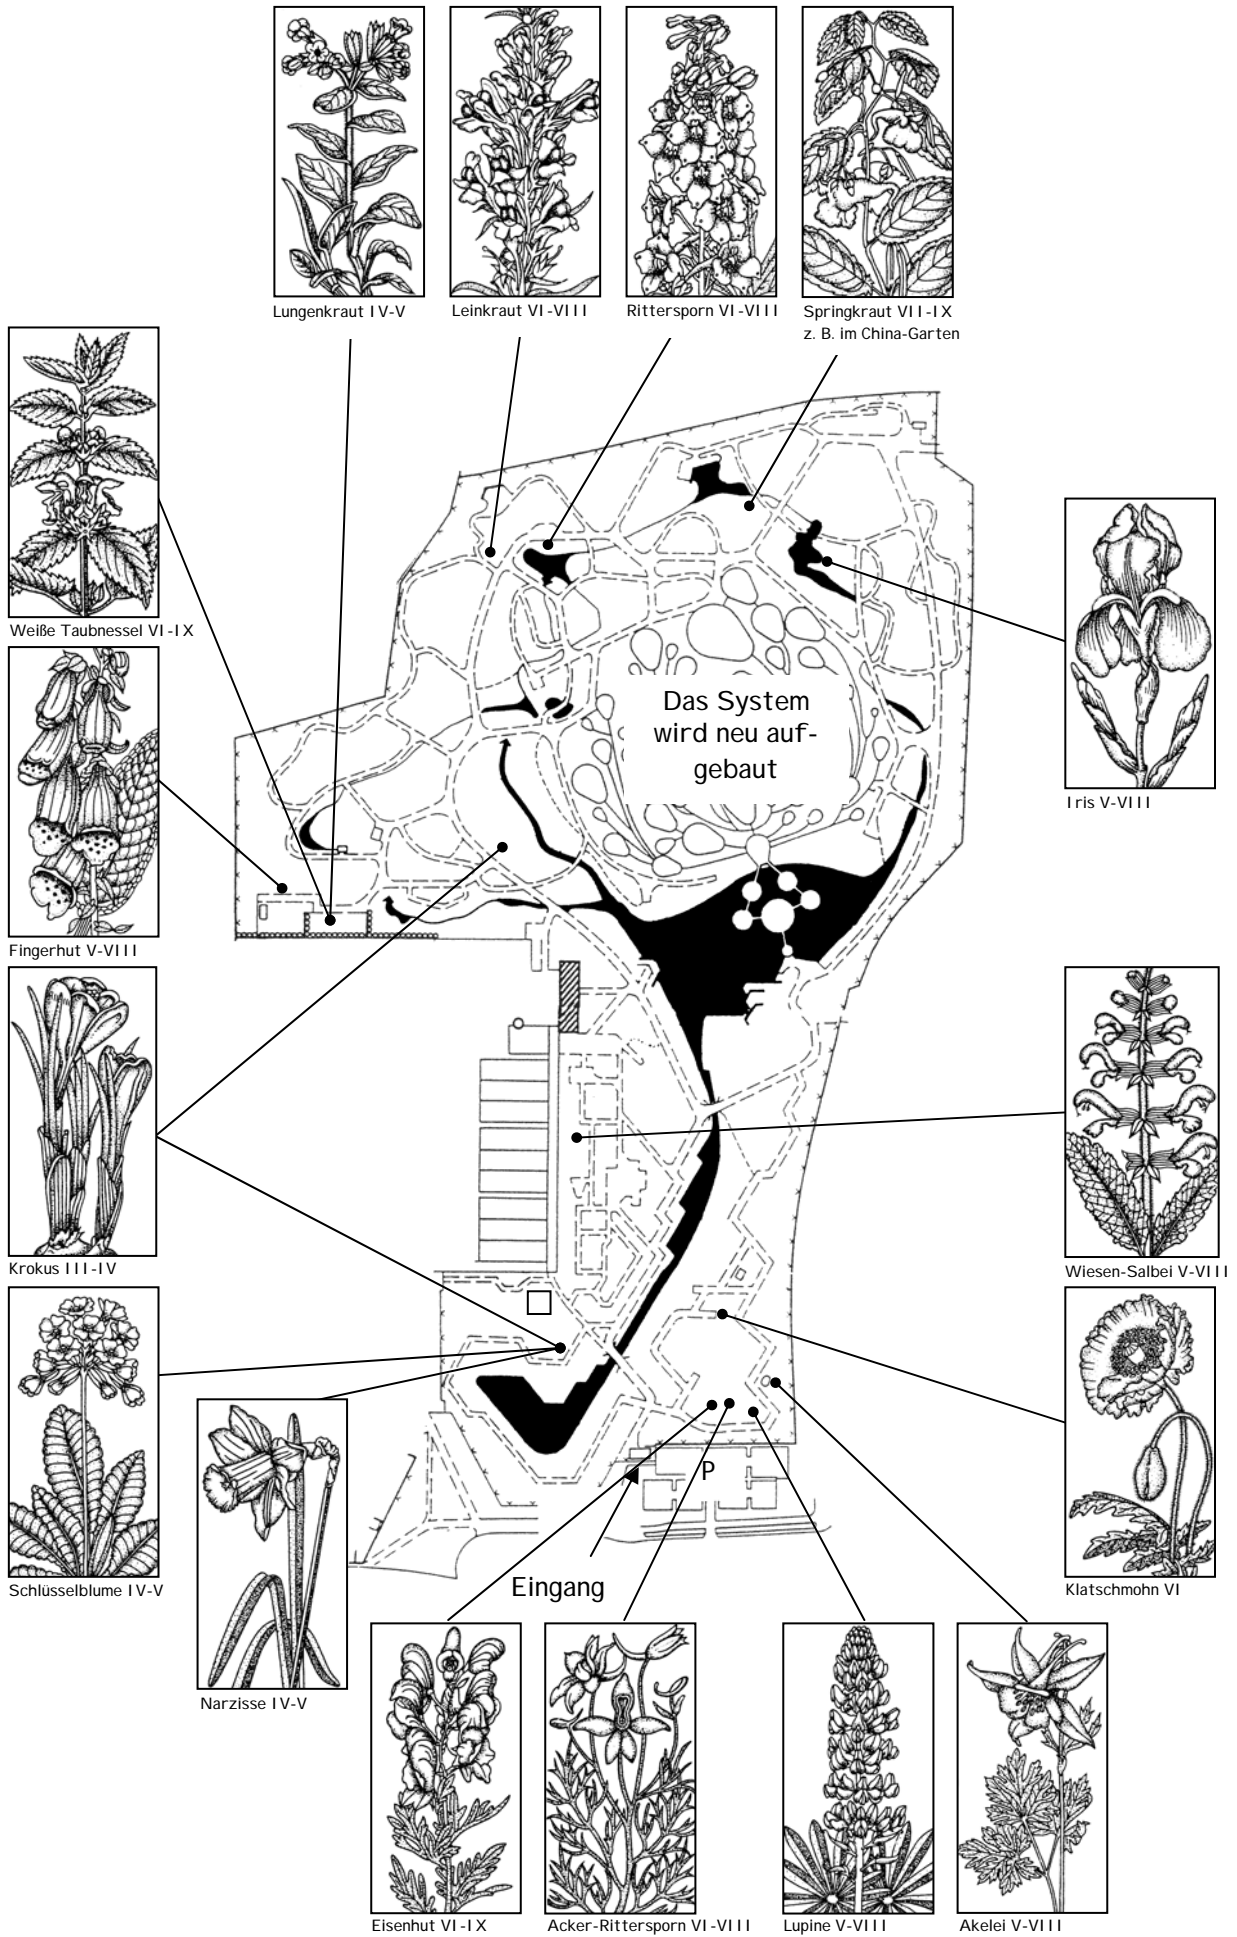 Lungenkraut IV-V
Leinkraut VI-VIII
Rittersporn VI-VIII
Springkraut VII-IX
z. B. im China-Garten
Weiße Taubnessel VI-IX
Das System
wird neu auf-
gebaut
Iris V-VIII
Fingerhut V-VIII
Krokus III-IV
Wiesen-Salbei V-VIII
Schlüsselblume IV-V
P
Eingang
Klatschmohn VI
Narzisse IV-V
Eisenhut VI-IX
Acker-Rittersporn VI-VIII
Lupine V-VIII
Akelei V-VIII